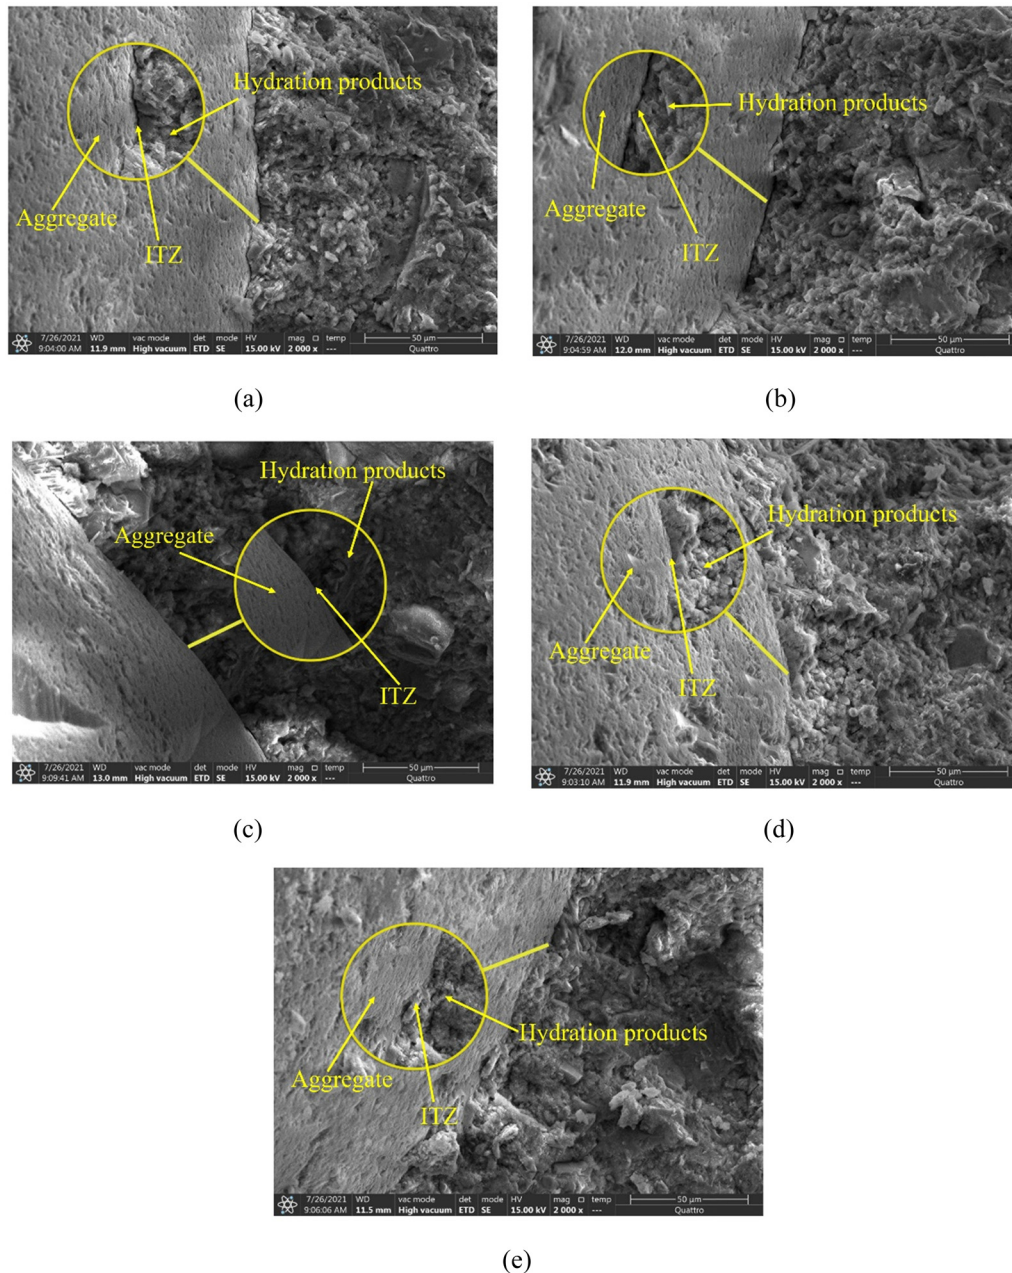 Hydration products
Aggregate
ITZ
7/26/2021 WD vac mode det mode HV mag □ temp 50 µm
9:04:00 AM 11.9 mm High vacuum ETD SE 15.00 kV 2 000 x --- Quattro
(a)
Hydration products
Aggregate
ITZ
7/26/2021 WD vac mode det mode HV mag □ temp 50 µm
9:04:59 AM 12.0 mm High vacuum ETD SE 15.00 kV 2 000 x --- Quattro
(b)
Hydration products
Aggregate
ITZ
7/26/2021 WD vac mode det mode HV mag □ temp 50 µm
9:09:41 AM 13.0 mm High vacuum ETD SE 15.00 kV 2 000 x --- Quattro
(c)
Hydration products
Aggregate
ITZ
7/26/2021 WD vac mode det mode HV mag □ temp 50 µm
9:03:10 AM 11.9 mm High vacuum ETD SE 15.00 kV 2 000 x --- Quattro
(d)
Hydration products
Aggregate
ITZ
7/26/2021 WD vac mode det mode HV mag □ temp 50 µm
9:06:06 AM 11.5 mm High vacuum ETD SE 15.00 kV 2 000 x --- Quattro
(e)